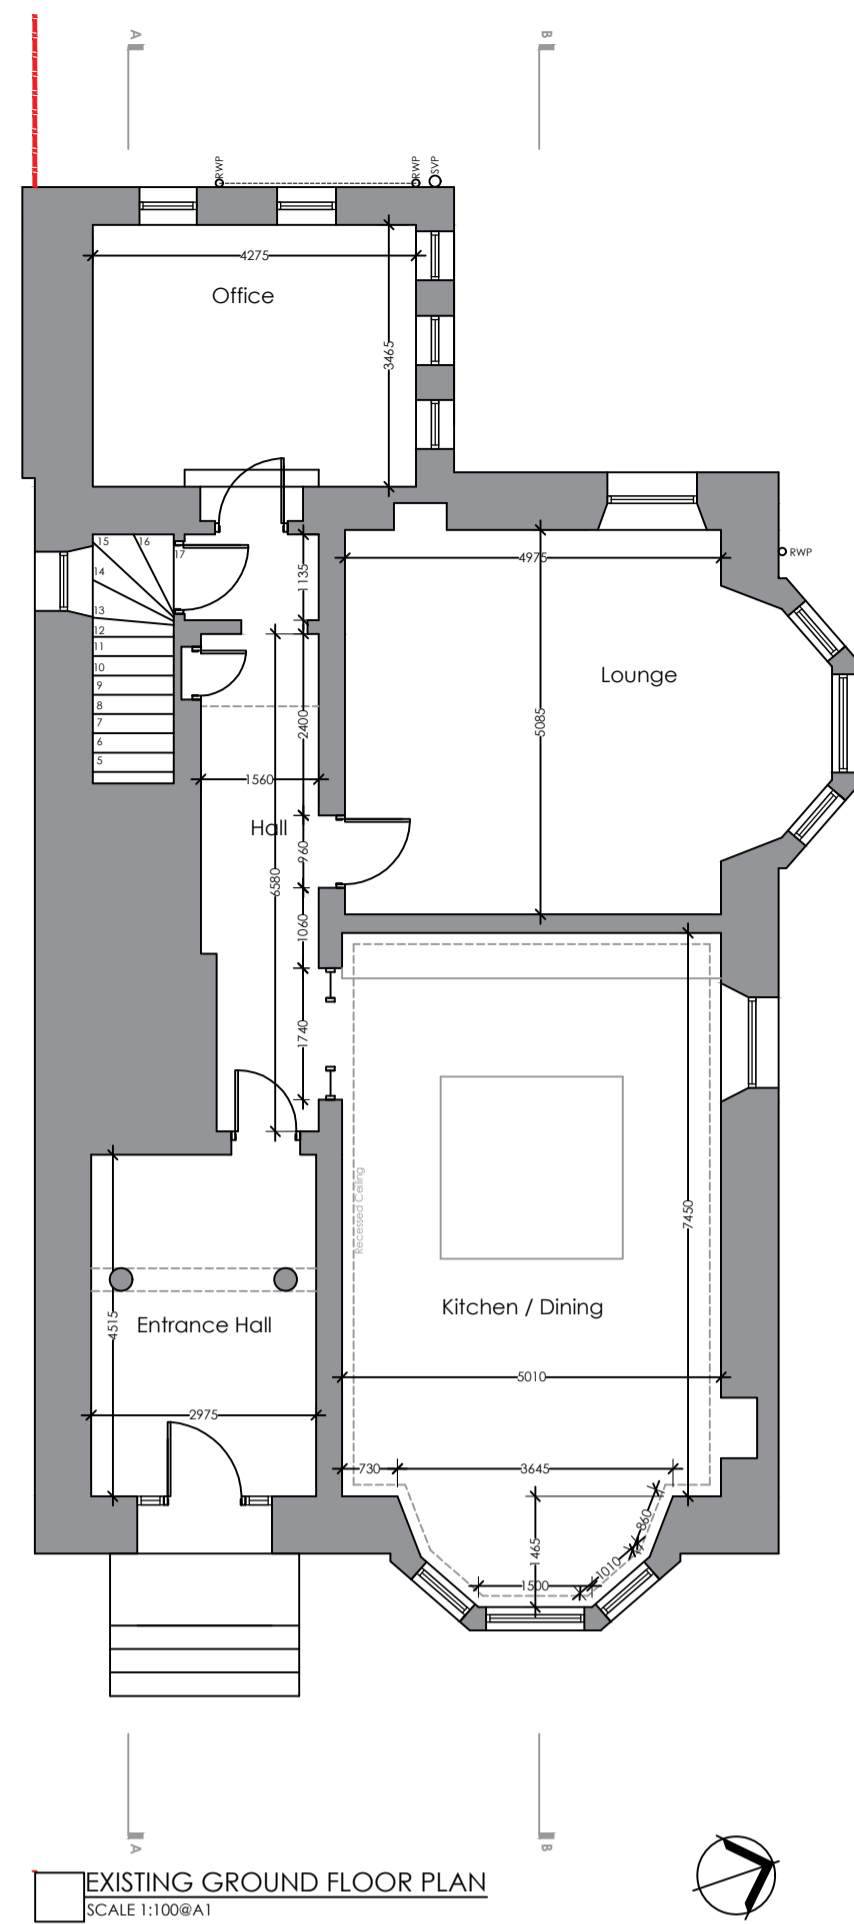 A
B
RWP
RWP
SVP
4275
Office
3465
15
16
17
14
13
12
11
10
9
8
7
6
5
1135
4975
RWP
Lounge
5085
2400
1560
Hall
960
6580
1060
1740
Recessed Ceiling
7450
Kitchen / Dining
Entrance Hall
4515
5010
2975
730
3645
860
1465
1010
1500
A
B
EXISTING GROUND FLOOR PLAN
SCALE 1:100@A1